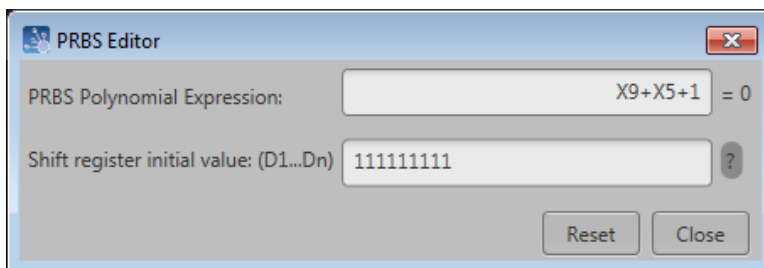 PRBS Editor
PRBS Polynomial Expression: X9+X5+1 = 0
Shift register initial value: (D1...Dn) 111111111 ?
Reset Close